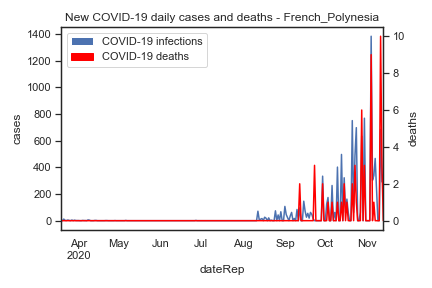 New COVID-19 daily cases and deaths - French_Polynesia
COVID-19 infections
COVID-19 deaths
1400
1200
1000
800
600
400
200
0
cases
10
8
6
4
2
0
deaths
Apr May Jun Jul Aug Sep Oct Nov
2020
dateRep